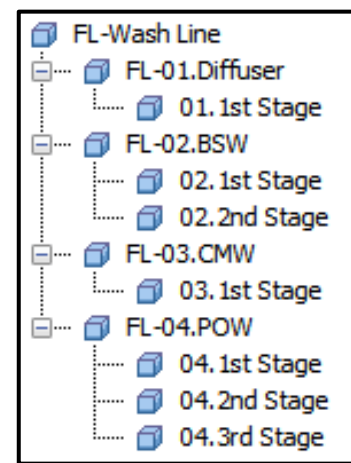 FL-Wash Line
FL-01.Diffuser
01.1st Stage
FL-02.BSW
02.1st Stage
02.2nd Stage
FL-03.CMW
03.1st Stage
FL-04.POW
04.1st Stage
04.2nd Stage
04.3rd Stage